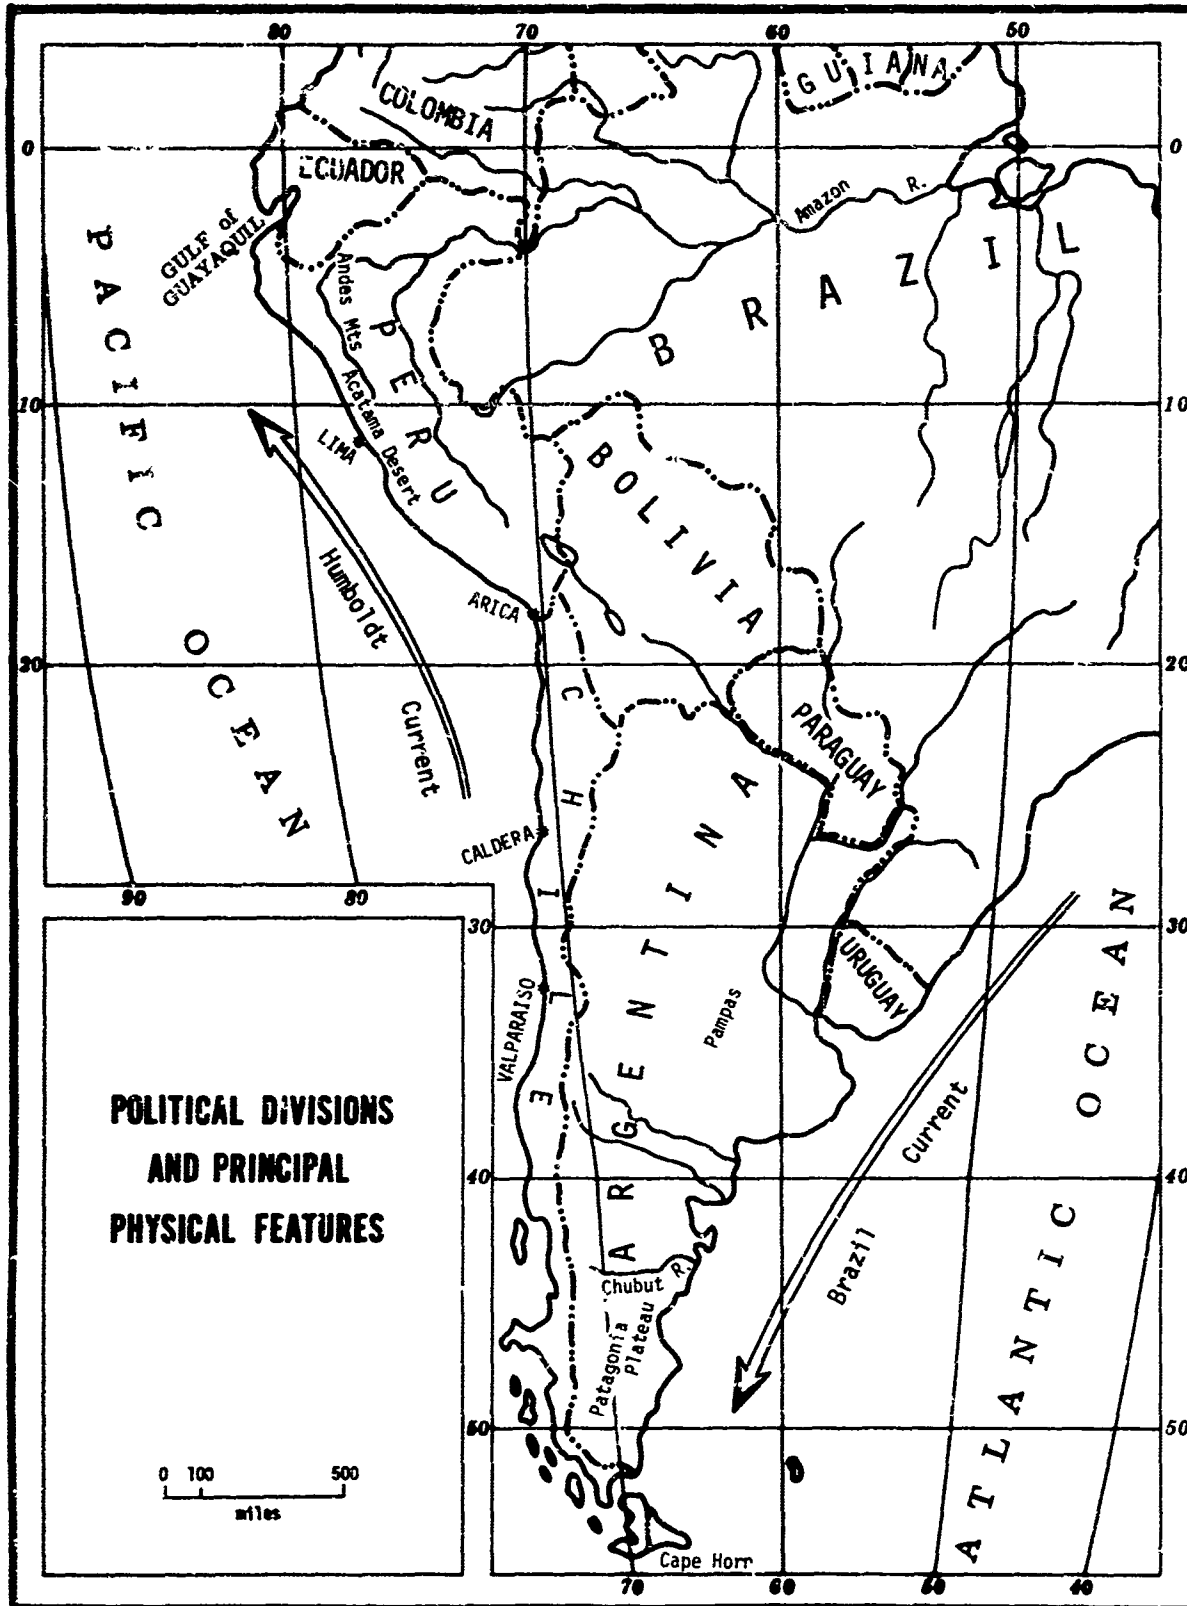 80 70 60 50
COLOMBIA
GUIANA
0 0
ECUADOR
Amazon R.
GULF of
GUAYAQUIL
PACIFIC OCEAN
Andes Mts
PERU
BRAZIL
Acatama Desert
10 10
LIMA
BOLIVIA
Humboldt Current
ARICA
20 20
CHILE
PARAGUAY
CALDERA
ARGENTINA
90 80
30 30
URUGUAY
VALPARAISO
Pampas
ATLANTIC OCEAN
POLITICAL DIVISIONS
AND PRINCIPAL
PHYSICAL FEATURES
Brazil Current
40 40
Chubut R.
Patagonia
Plateau
50 50
0 100 500
miles
Cape Horr
70 60 50 40